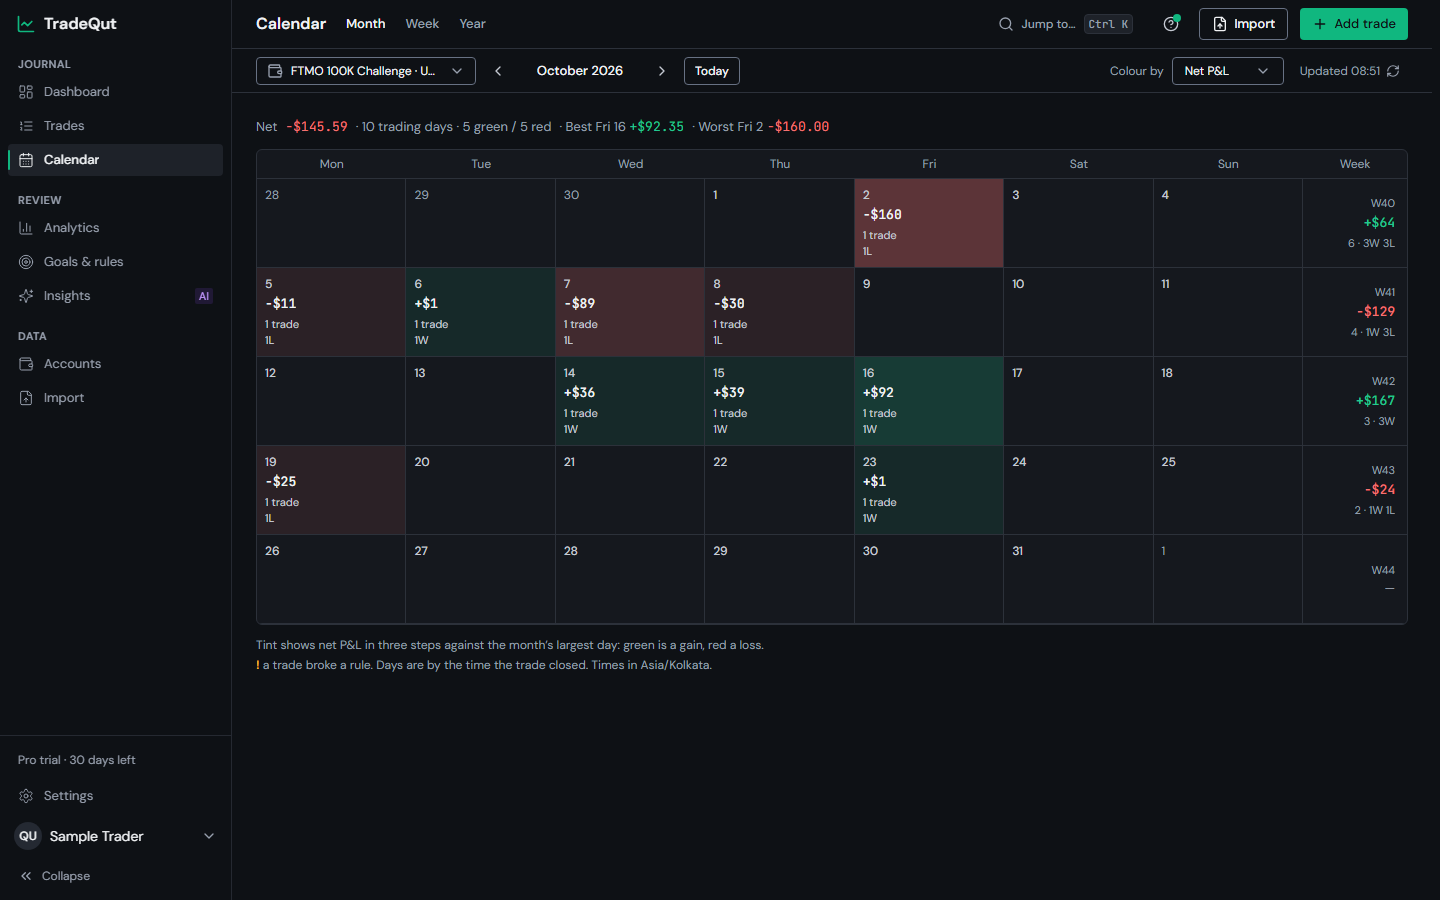 TradeQut
JOURNAL
Dashboard
Trades
Calendar
REVIEW
Analytics
Goals & rules
Insights AI
DATA
Accounts
Import
Pro trial · 30 days left
Settings
QU Sample Trader
Collapse
Calendar Month Week Year Jump to... Ctrl K Import Add trade
FTMO 100K Challenge · U... October 2026 Today Colour by Net P&L Updated 08:51
Net -$145.59 · 10 trading days · 5 green / 5 red · Best Fri 16 +$92.35 · Worst Fri 2 -$160.00
Mon Tue Wed Thu Fri Sat Sun Week
28 29 30 1 2 3 4 W40
-$160 +$64
1 trade 6 · 3W 3L
1L
5 6 7 8 9 10 11 W41
-$11 +$1 -$89 -$30 -$129
1 trade 1 trade 1 trade 1 trade 4 · 1W 3L
1L 1W 1L 1L
12 13 14 15 16 17 18 W42
+$36 +$39 +$92 +$167
1 trade 1 trade 1 trade 3 · 3W
1W 1W 1W
19 20 21 22 23 24 25 W43
-$25 +$1 -$24
1 trade 1 trade 2 · 1W 1L
1L 1W
26 27 28 29 30 31 1 W44
—
Tint shows net P&L in three steps against the month's largest day: green is a gain, red a loss.
! a trade broke a rule. Days are by the time the trade closed. Times in Asia/Kolkata.